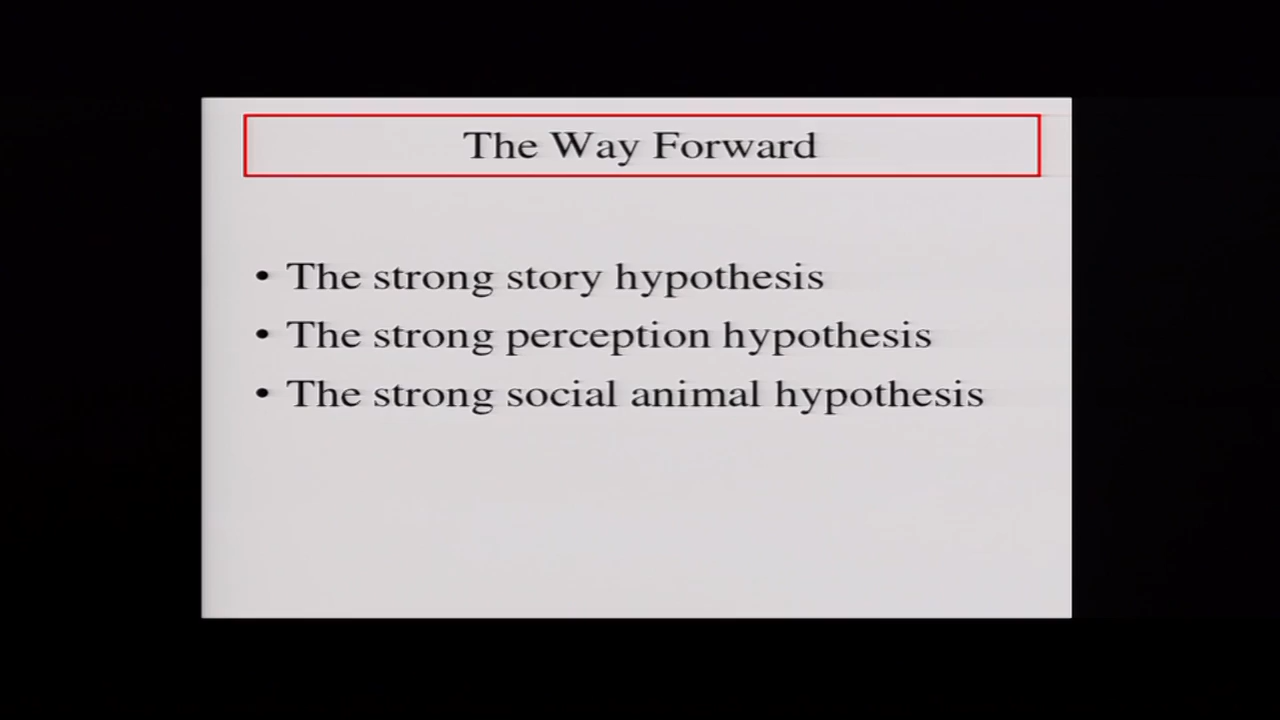 The Way Forward
• The strong story hypothesis
• The strong perception hypothesis
• The strong social animal hypothesis